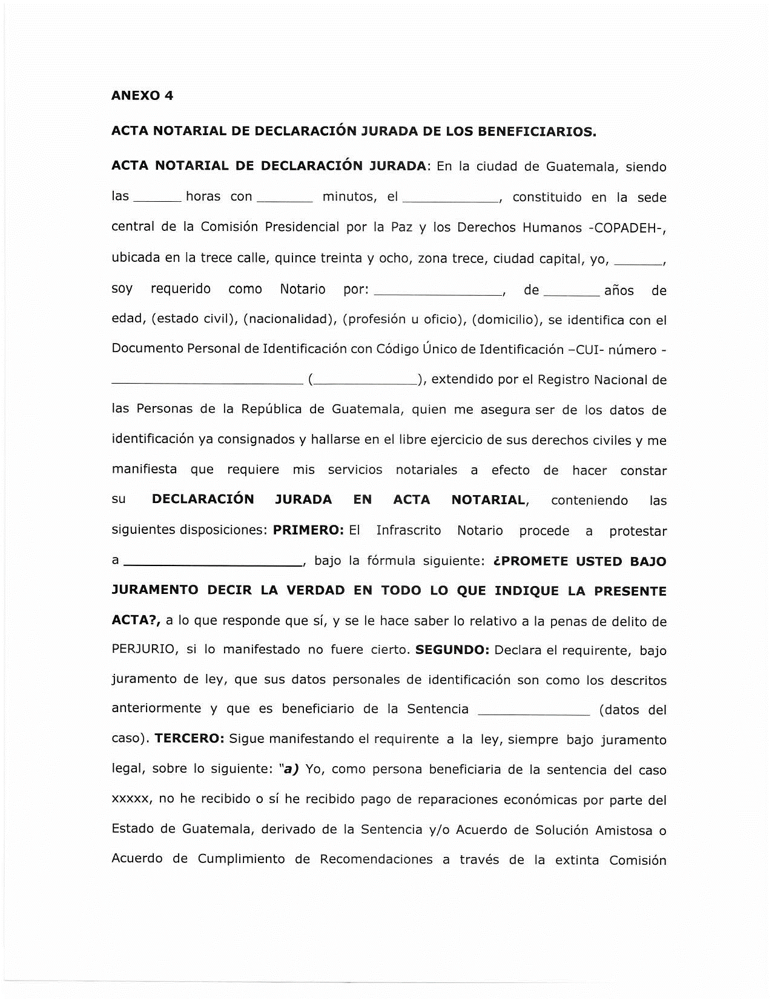 ANEXO 4
ACTA NOTARIAL DE DECLARACIÓN JURADA DE LOS BENEFICIARIOS.
ACTA NOTARIAL DE DECLARACIÓN JURADA: En la ciudad de Guatemala, siendo
las ______ horas con _______ minutos, el ____________, constituido en la sede
central de la Comisión Presidencial por la Paz y los Derechos Humanos -COPADEH-,
ubicada en la trece calle, quince treinta y ocho, zona trece, ciudad capital, yo, ______,
soy requerido como Notario por: ________________, de _______ años de
edad, (estado civil), (nacionalidad), (profesión u oficio), (domicilio), se identifica con el
Documento Personal de Identificación con Código Único de Identificación –CUI- número -
________________________ (_____________), extendido por el Registro Nacional de
las Personas de la República de Guatemala, quien me asegura ser de los datos de
identificación ya consignados y hallarse en el libre ejercicio de sus derechos civiles y me
manifiesta que requiere mis servicios notariales a efecto de hacer constar
su DECLARACIÓN JURADA EN ACTA NOTARIAL, conteniendo las
siguientes disposiciones: PRIMERO: El Infrascrito Notario procede a protestar
a ______________________, bajo la fórmula siguiente: ¿PROMETE USTED BAJO
JURAMENTO DECIR LA VERDAD EN TODO LO QUE INDIQUE LA PRESENTE
ACTA?, a lo que responde que sí, y se le hace saber lo relativo a la penas de delito de
PERJURIO, si lo manifestado no fuere cierto. SEGUNDO: Declara el requirente, bajo
juramento de ley, que sus datos personales de identificación son como los descritos
anteriormente y que es beneficiario de la Sentencia ______________ (datos del
caso). TERCERO: Sigue manifestando el requirente a la ley, siempre bajo juramento
legal, sobre lo siguiente: "a) Yo, como persona beneficiaria de la sentencia del caso
xxxxx, no he recibido o sí he recibido pago de reparaciones económicas por parte del
Estado de Guatemala, derivado de la Sentencia y/o Acuerdo de Solución Amistosa o
Acuerdo de Cumplimiento de Recomendaciones a través de la extinta Comisión